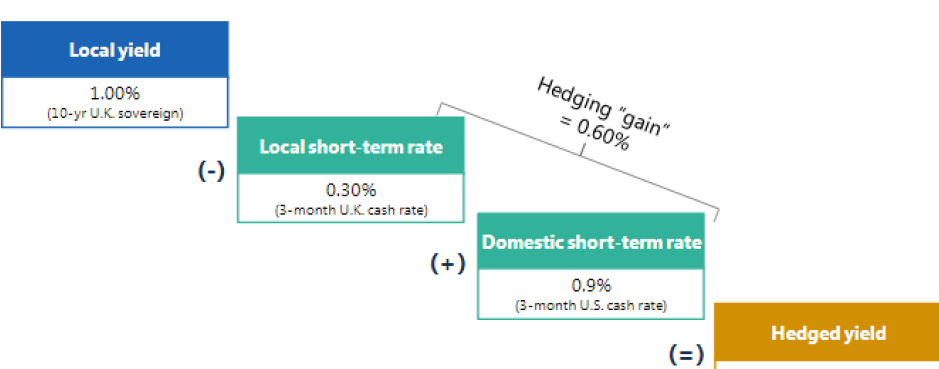 Local yield
1.00%
(10-yr U.K. sovereign)
Hedging “gain”
= 0.60%
(-)
Local short-term rate
0.30%
(3-month U.K. cash rate)
(+)
Domestic short-term rate
0.9%
(3-month U.S. cash rate)
(=)
Hedged yield